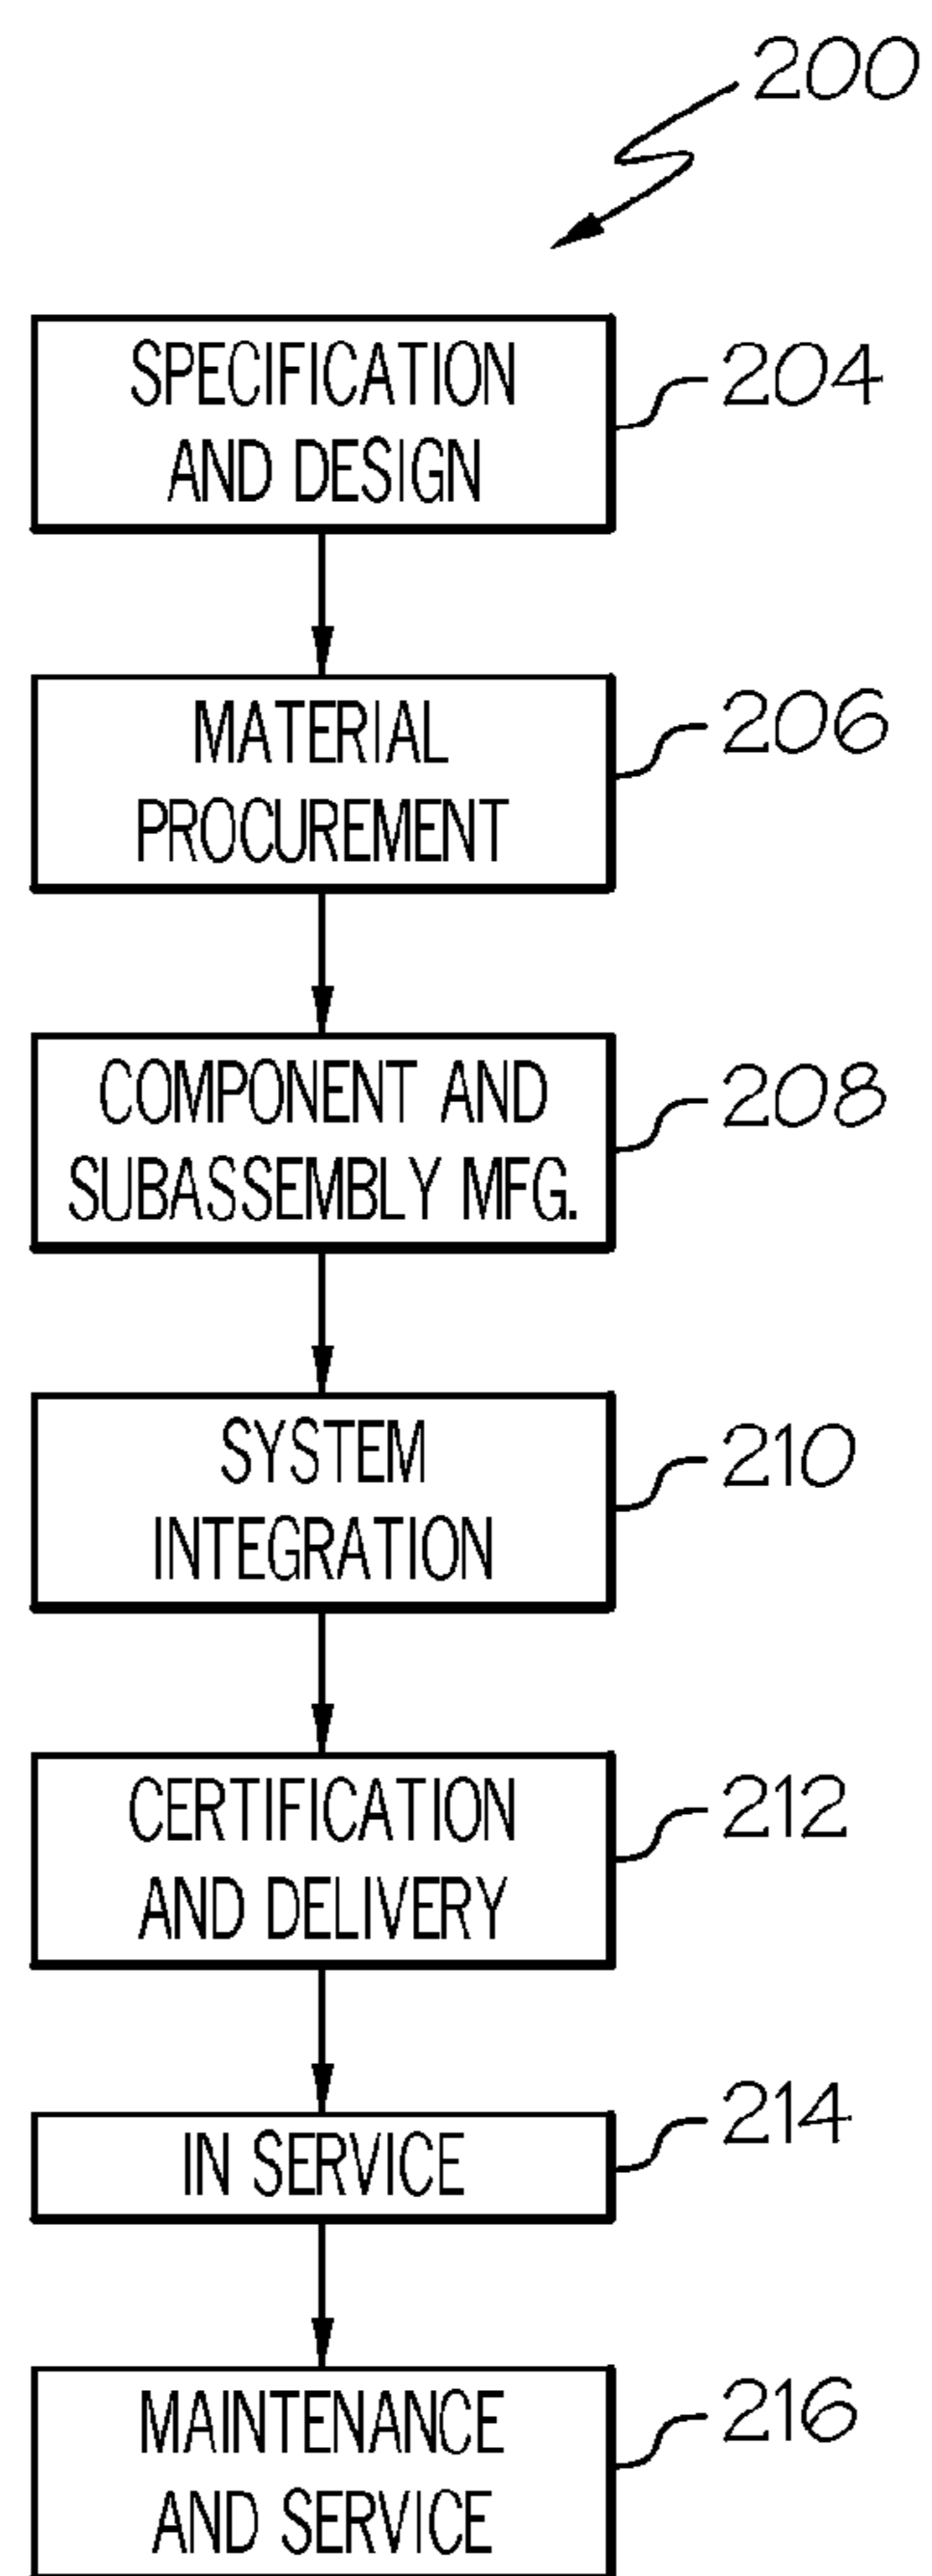 200
SPECIFICATION
AND DESIGN
204
MATERIAL
PROCUREMENT
206
COMPONENT AND
SUBASSEMBLY MFG.
208
SYSTEM
INTEGRATION
210
CERTIFICATION
AND DELIVERY
212
IN SERVICE
214
MAINTENANCE
AND SERVICE
216